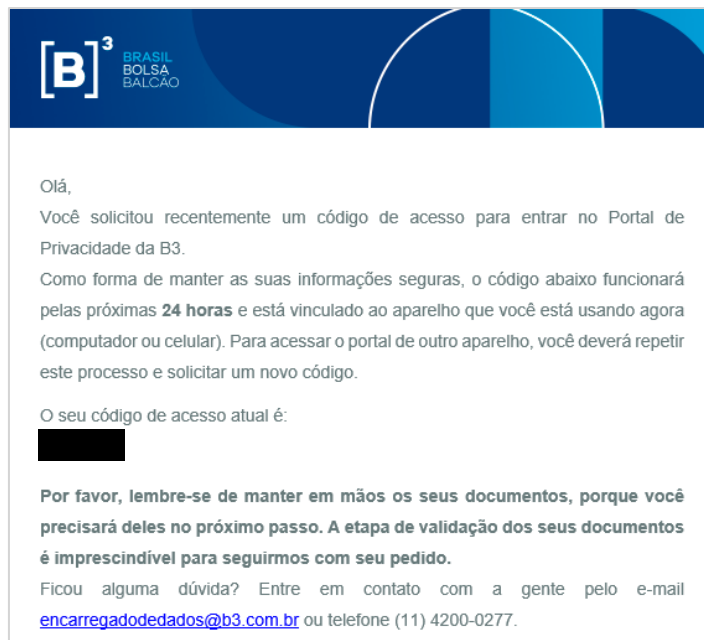 [B]³ BRASIL
BOLSA
BALCÃO
Olá,
Você solicitou recentemente um código de acesso para entrar no Portal de
Privacidade da B3.
Como forma de manter as suas informações seguras, o código abaixo funcionará
pelas próximas 24 horas e está vinculado ao aparelho que você está usando agora
(computador ou celular). Para acessar o portal de outro aparelho, você deverá repetir
este processo e solicitar um novo código.
O seu código de acesso atual é:
Por favor, lembre-se de manter em mãos os seus documentos, porque você
precisará deles no próximo passo. A etapa de validação dos seus documentos
é imprescindível para seguirmos com seu pedido.
Ficou alguma dúvida? Entre em contato com a gente pelo e-mail
encarregadodedados@b3.com.br ou telefone (11) 4200-0277.